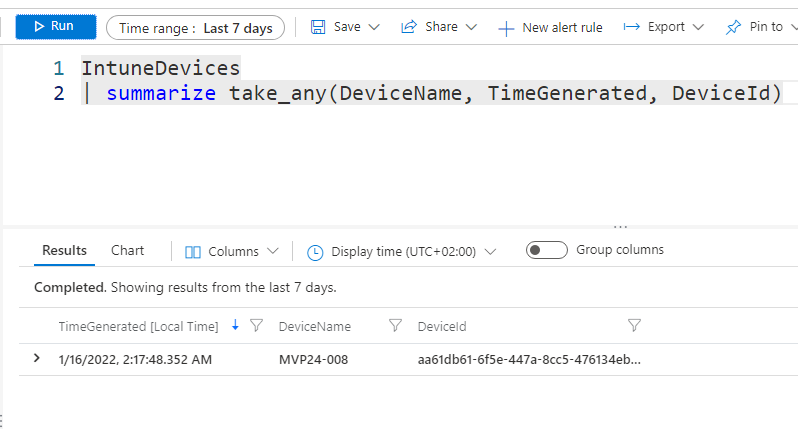 Run Time range : Last 7 days Save Share New alert rule Export Pin to
1 IntuneDevices
2 | summarize take_any(DeviceName, TimeGenerated, DeviceId)
...
Results Chart Columns Display time (UTC+02:00) Group columns
Completed. Showing results from the last 7 days.
TimeGenerated [Local Time] DeviceName DeviceId
1/16/2022, 2:17:48.352 AM MVP24-008 aa61db61-6f5e-447a-8cc5-476134eb...